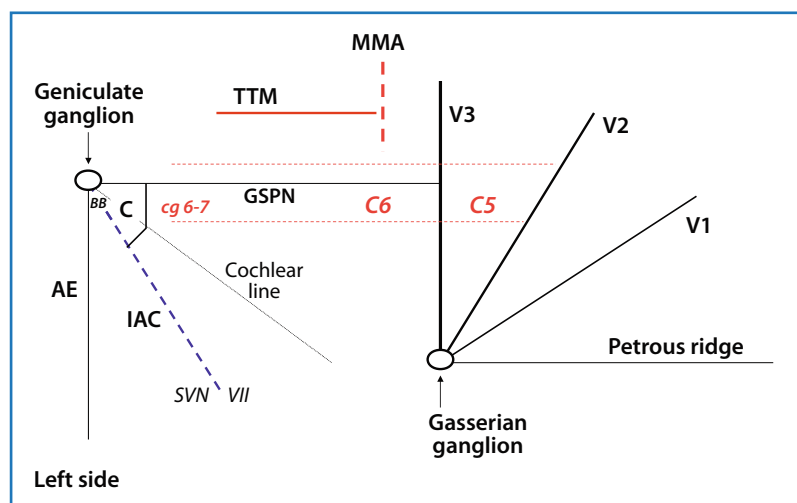 MMA
Geniculate
ganglion
TTM
V3
V2
GSPN
BB
C
cg 6-7
C6
C5
V1
Cochlear
line
AE
IAC
Petrous ridge
SVN VII
Gasserian
ganglion
Left side